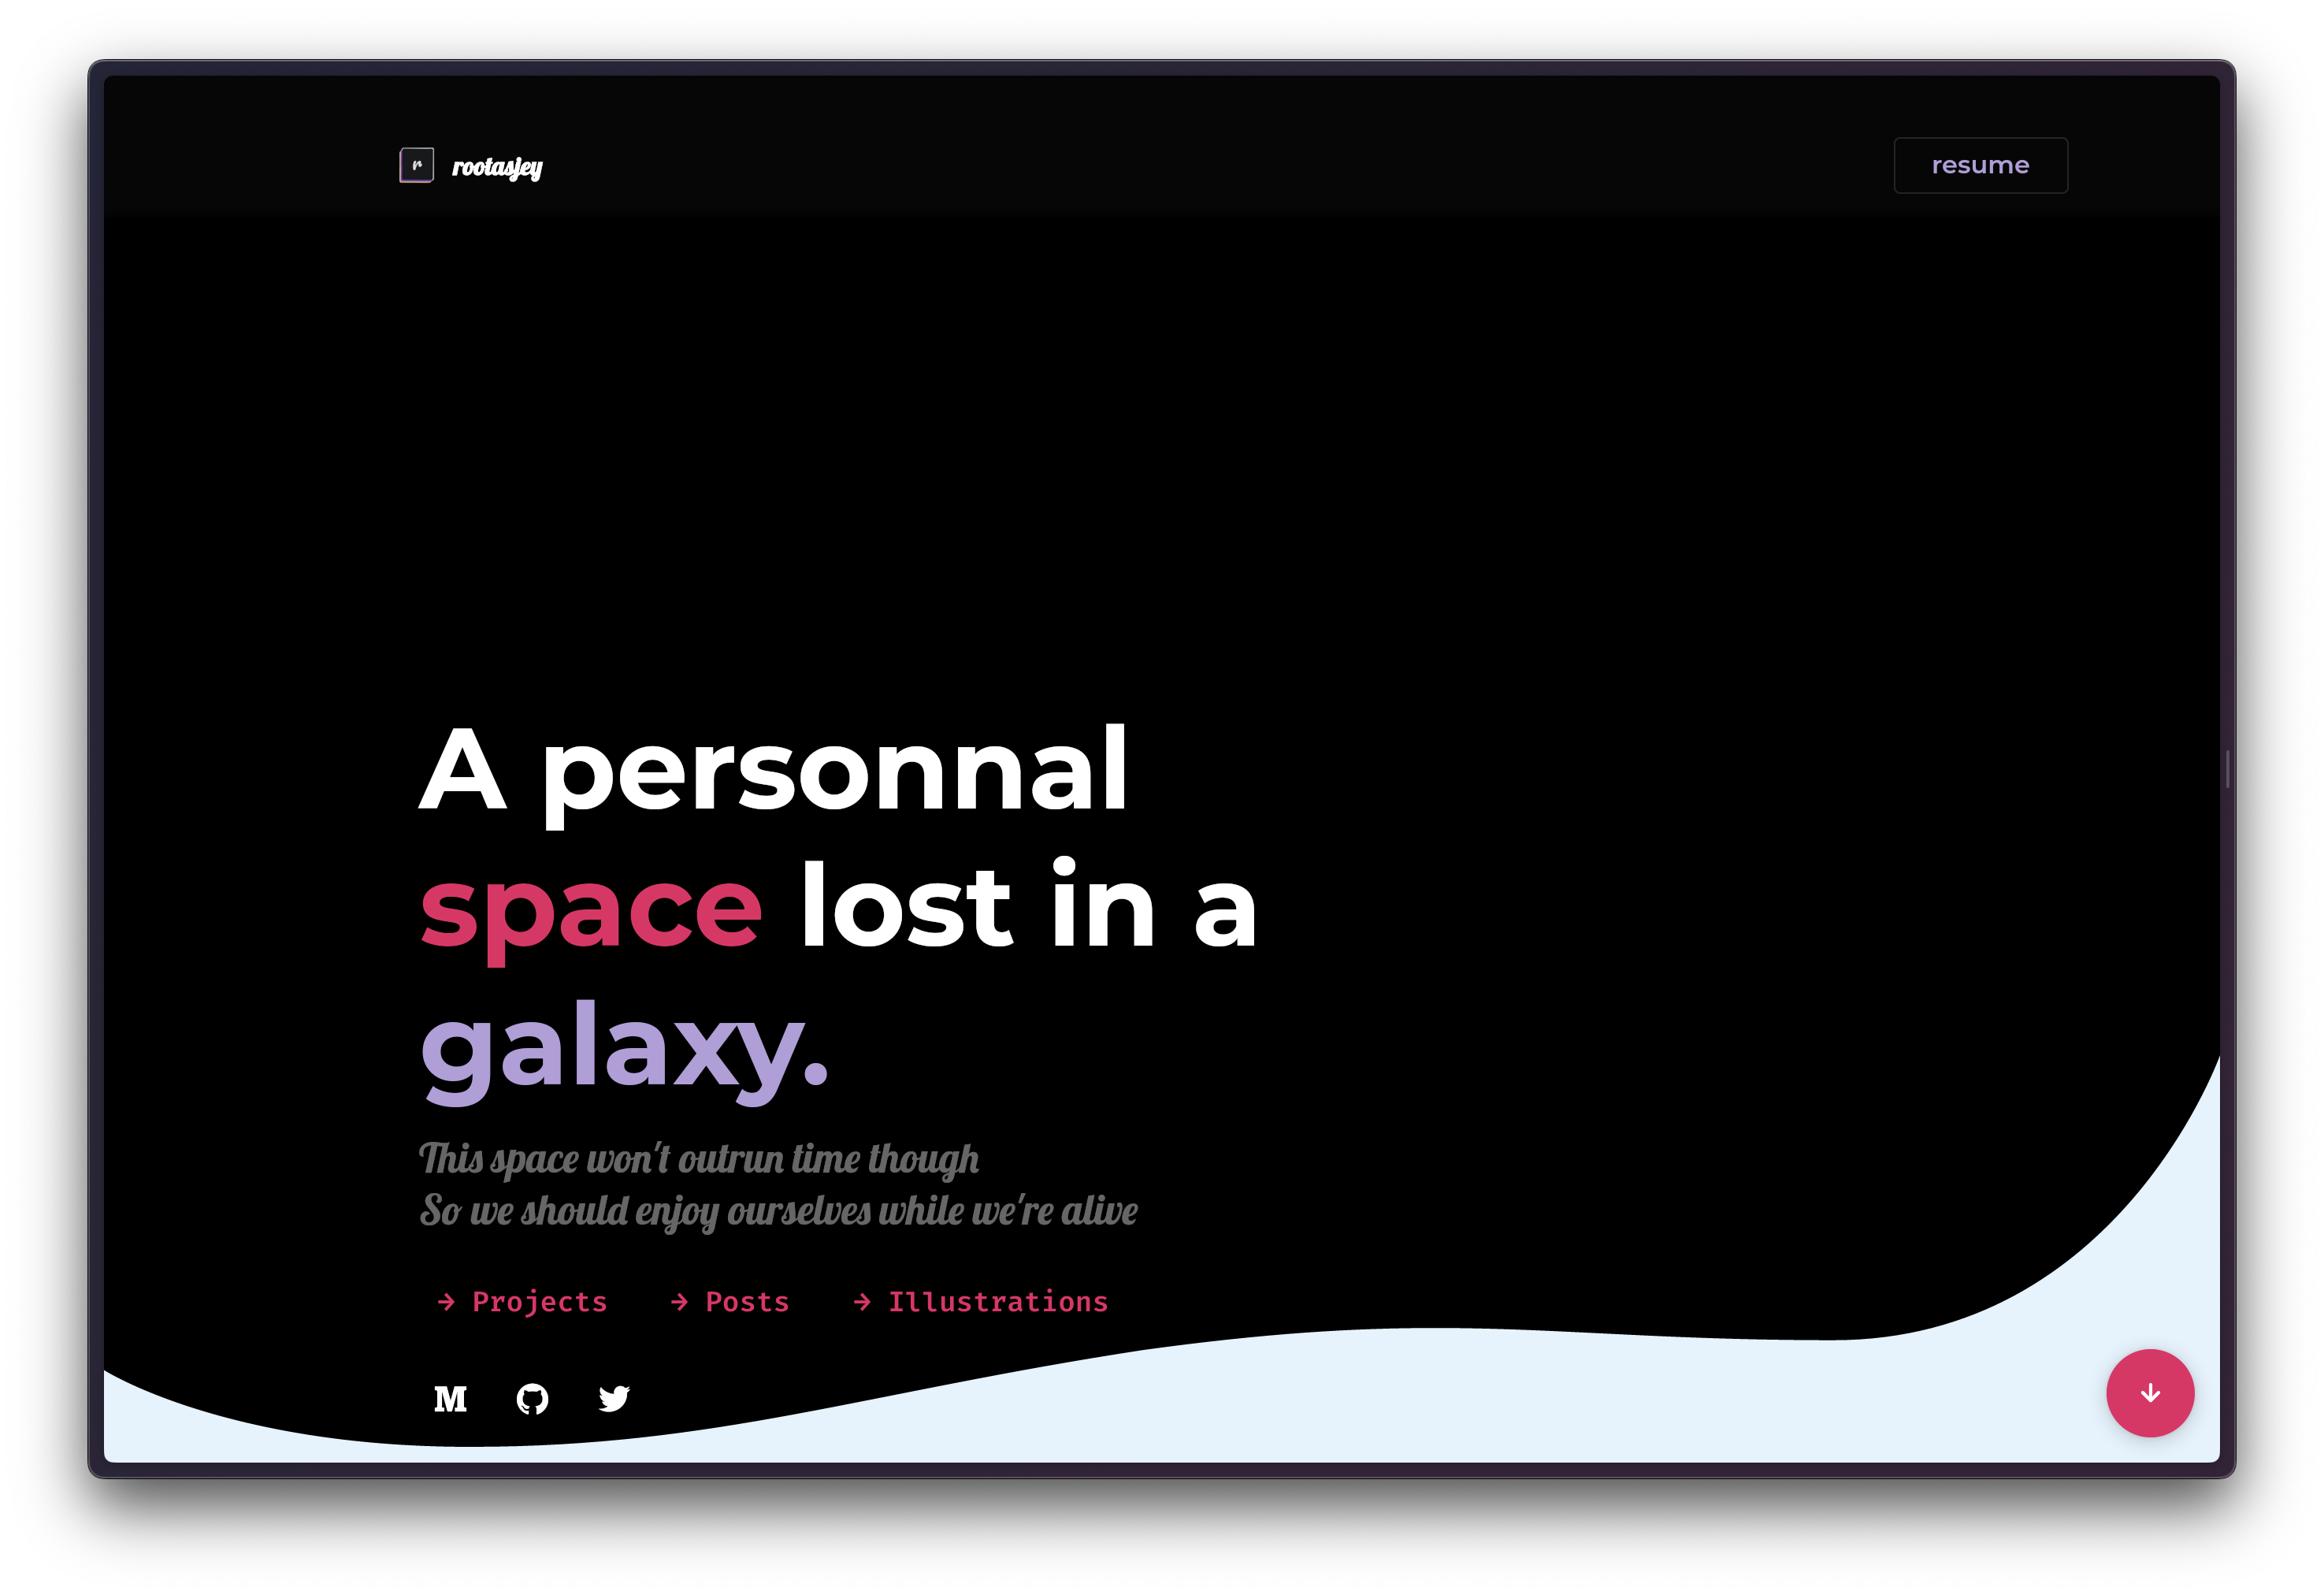 r rootasjey
resume
A personnal
space lost in a
galaxy.
This space won't outrun time though
So we should enjoy ourselves while we're alive
→ Projects → Posts → Illustrations
M